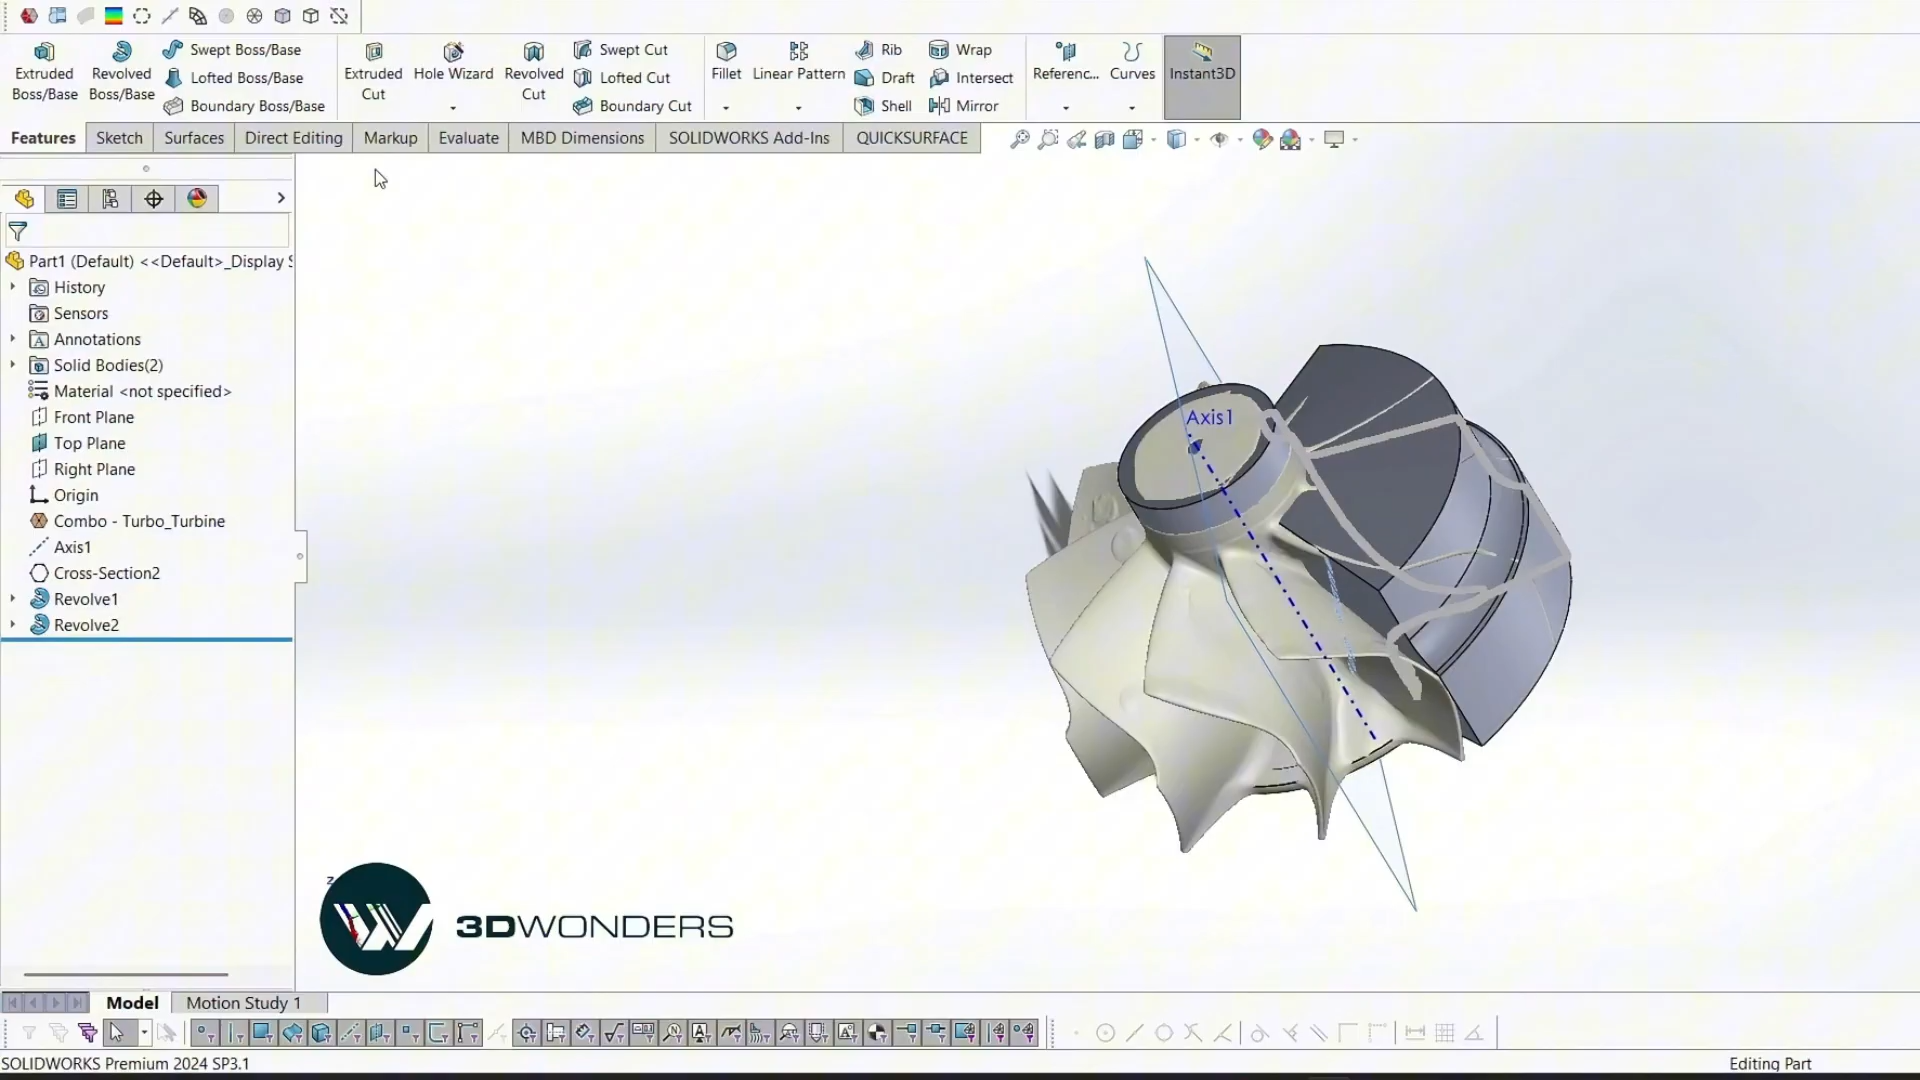 Extruded Boss/Base
Revolved Boss/Base
Swept Boss/Base
Lofted Boss/Base
Boundary Boss/Base
Extruded Cut
Hole Wizard
Revolved Cut
Swept Cut
Lofted Cut
Boundary Cut
Fillet
Linear Pattern
Rib
Draft
Shell
Wrap
Intersect
Mirror
Referenc...
Curves
Instant3D
Features
Sketch
Surfaces
Direct Editing
Markup
Evaluate
MBD Dimensions
SOLIDWORKS Add-Ins
QUICKSURFACE
Part1 (Default) <<Default>_Display S
History
Sensors
Annotations
Solid Bodies(2)
Material <not specified>
Front Plane
Top Plane
Right Plane
Origin
Combo - Turbo_Turbine
Axis1
Cross-Section2
Revolve1
Revolve2
Axis1
Z
3DWONDERS
Model
Motion Study 1
SOLIDWORKS Premium 2024 SP3.1
Editing Part